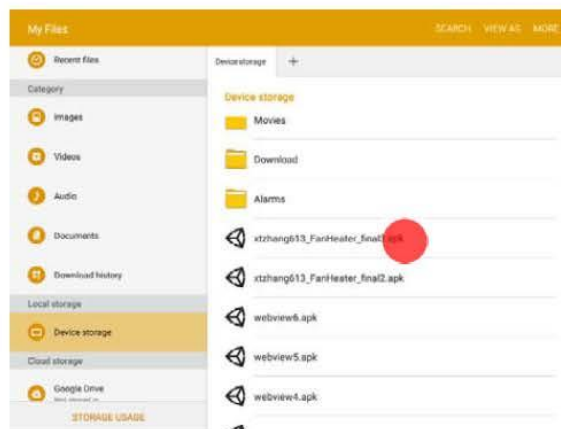 My Files
SEARCH VIEW AS MORE
Recent files
Category
Images
Videos
Audio
Documents
Download history
Local storage
Device storage
Cloud storage
Google Drive
STORAGE USAGE
Device storage +
Device storage
Movies
Download
Alarms
xtzhang613_FanHeater_final3.apk
xtzhang613_FanHeater_final2.apk
webview6.apk
webview5.apk
webview4.apk